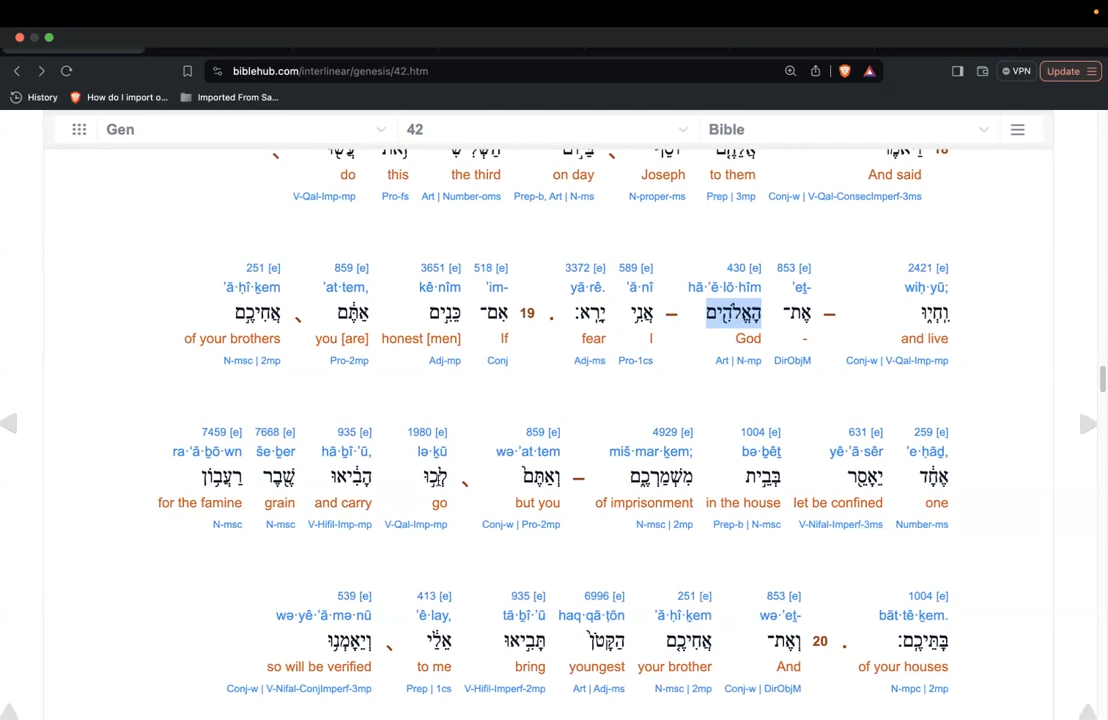 biblehub.com/interlinear/genesis/42.htm
VPN
Update
History
How do I import o...
Imported From Sa...
Gen
42
Bible
do this the third on day Joseph to them And said
V-Qal-Imp-mp Pro-fs Art | Number-oms Prep-b, Art | N-ms N-proper-ms Prep | 3mp Conj-w | V-Qal-ConsecImperf-3ms
251 [e] 859 [e] 3651 [e] 518 [e] 3372 [e] 589 [e] 430 [e] 853 [e] 2421 [e]
’ă·ḥî·ḵem ’at·tem, kê·nîm ’im- yā·rê. ’ă·nî hā·’ĕ·lō·hîm ’eṯ- wiḥ·yū;
וִֽחְי֑וּ – אֶת־ הָאֱלֹהִ֖ים – אֲנִ֥י יָרֵֽא׃ . 19 אִם־ כֵּנִ֣ים אַתֶּ֔ם 、 אֲחִיכֶ֣ם
of your brothers you [are] honest [men] If fear I God - and live
N-msc | 2mp Pro-2mp Adj-mp Conj Adj-ms Pro-1cs Art | N-mp DirObjM Conj-w | V-Qal-Imp-mp
7459 [e] 7668 [e] 935 [e] 1980 [e] 859 [e] 4929 [e] 1004 [e] 631 [e] 259 [e]
ra·‘ă·ḇō·wn še·ḇer hā·ḇî·’ū, lə·ḵū wə·’at·tem miš·mar·ḵem; bə·ḇêṯ yê·’ā·sêr ’e·ḥāḏ,
אֶחָ֔ד יֵאָסֵ֖ר בְּבֵ֣ית מִשְׁמַרְכֶ֑ם – וְאַתֶּם֙ 、 לְכ֣וּ הָבִ֔יאוּ שֶׁ֖בֶר רַעֲב֥וֹן
for the famine grain and carry go but you of imprisonment in the house let be confined one
N-msc N-msc V-Hifil-Imp-mp V-Qal-Imp-mp Conj-w | Pro-2mp N-msc | 2mp Prep-b | N-msc V-Nifal-Imperf-3ms Number-ms
539 [e] 413 [e] 935 [e] 6996 [e] 251 [e] 853 [e] 1004 [e]
wə·yê·’ā·mə·nū ’ê·lay, tā·ḇî·’ū haq·qā·ṭōn ’ă·ḥî·ḵem wə·’eṯ- bāt·tê·ḵem.
בָּתֵּיכֶֽם׃ . 20 וְאֶת־ אֲחִיכֶ֤ם הַקָּטֹן֙ תָּבִ֣יאוּ אֵלַ֔י 、 וְיֵאָמְנ֥וּ
so will be verified to me bring youngest your brother And of your houses
Conj-w | V-Nifal-ConjImperf-3mp Prep | 1cs V-Hifil-Imperf-2mp Art | Adj-ms N-msc | 2mp Conj-w | DirObjM N-mpc | 2mp